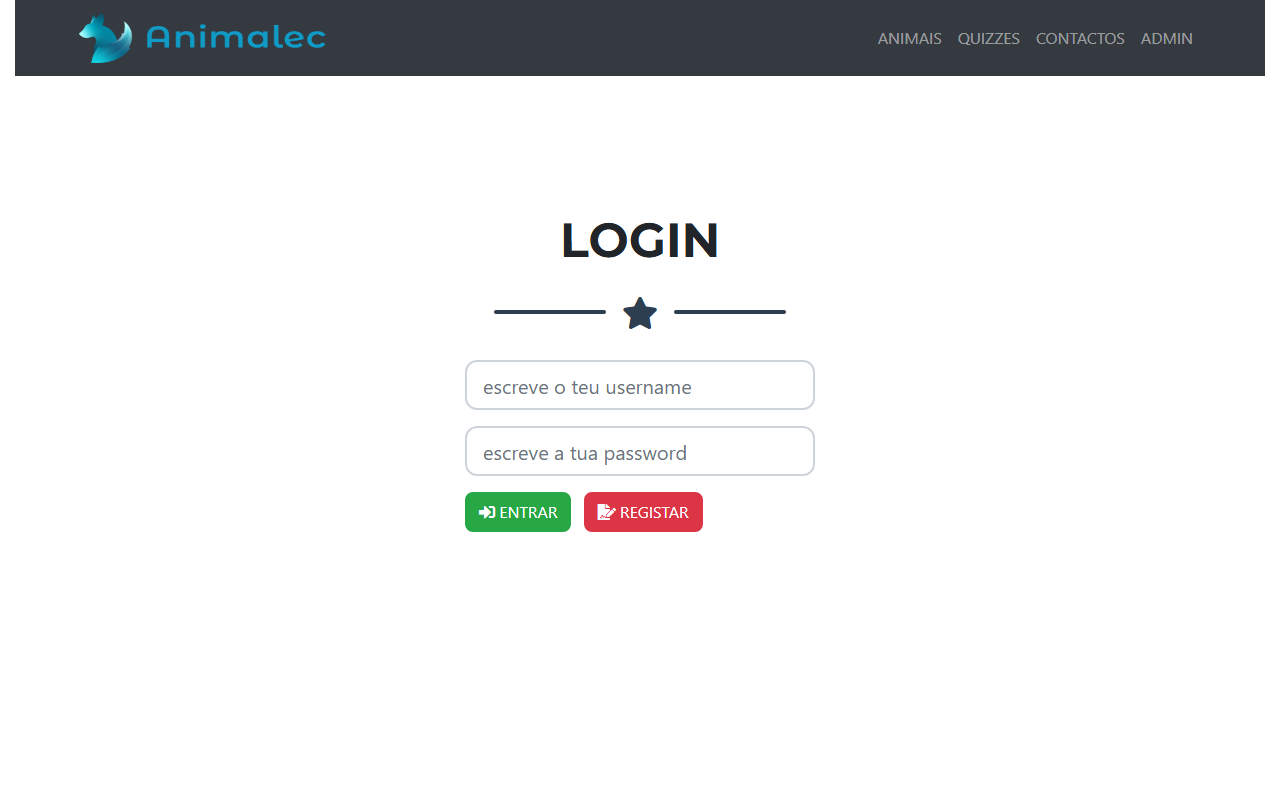 Animalec
ANIMAIS QUIZZES CONTACTOS ADMIN
LOGIN
escreve o teu username
escreve a tua password
ENTRAR REGISTAR